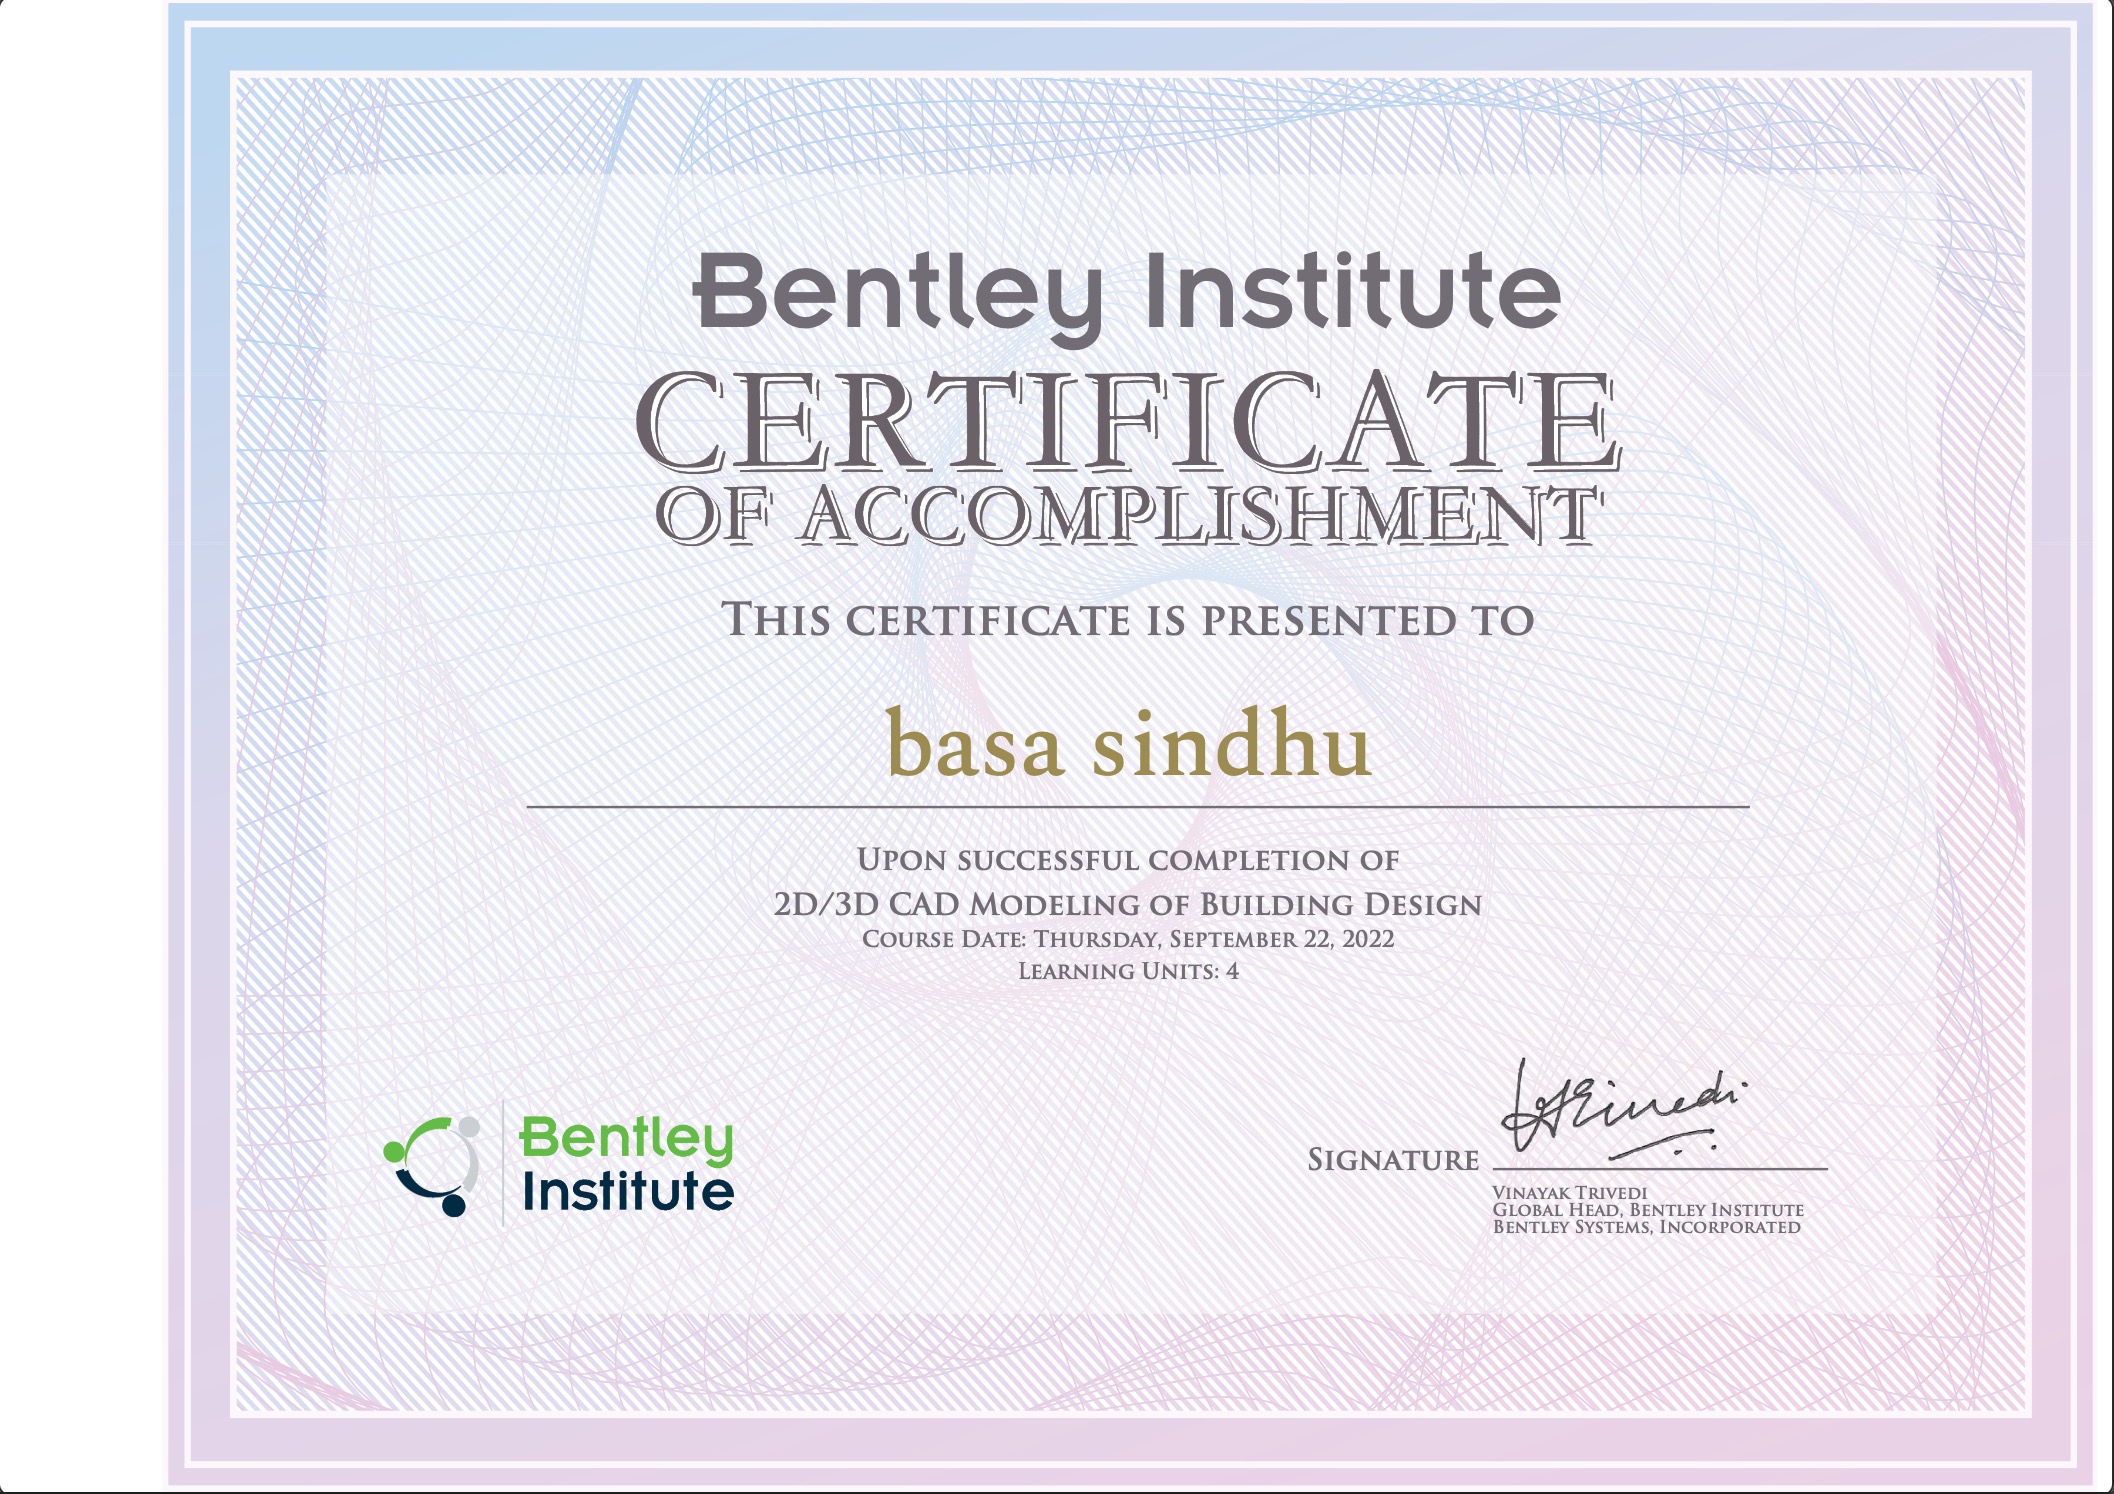 Bentley Institute
CERTIFICATE
OF ACCOMPLISHMENT
THIS CERTIFICATE IS PRESENTED TO
basa sindhu
UPON SUCCESSFUL COMPLETION OF
2D/3D CAD MODELING OF BUILDING DESIGN
COURSE DATE: THURSDAY, SEPTEMBER 22, 2022
LEARNING UNITS: 4
Bentley
Institute
SIGNATURE
VINAYAK TRIVEDI
GLOBAL HEAD, BENTLEY INSTITUTE
BENTLEY SYSTEMS, INCORPORATED